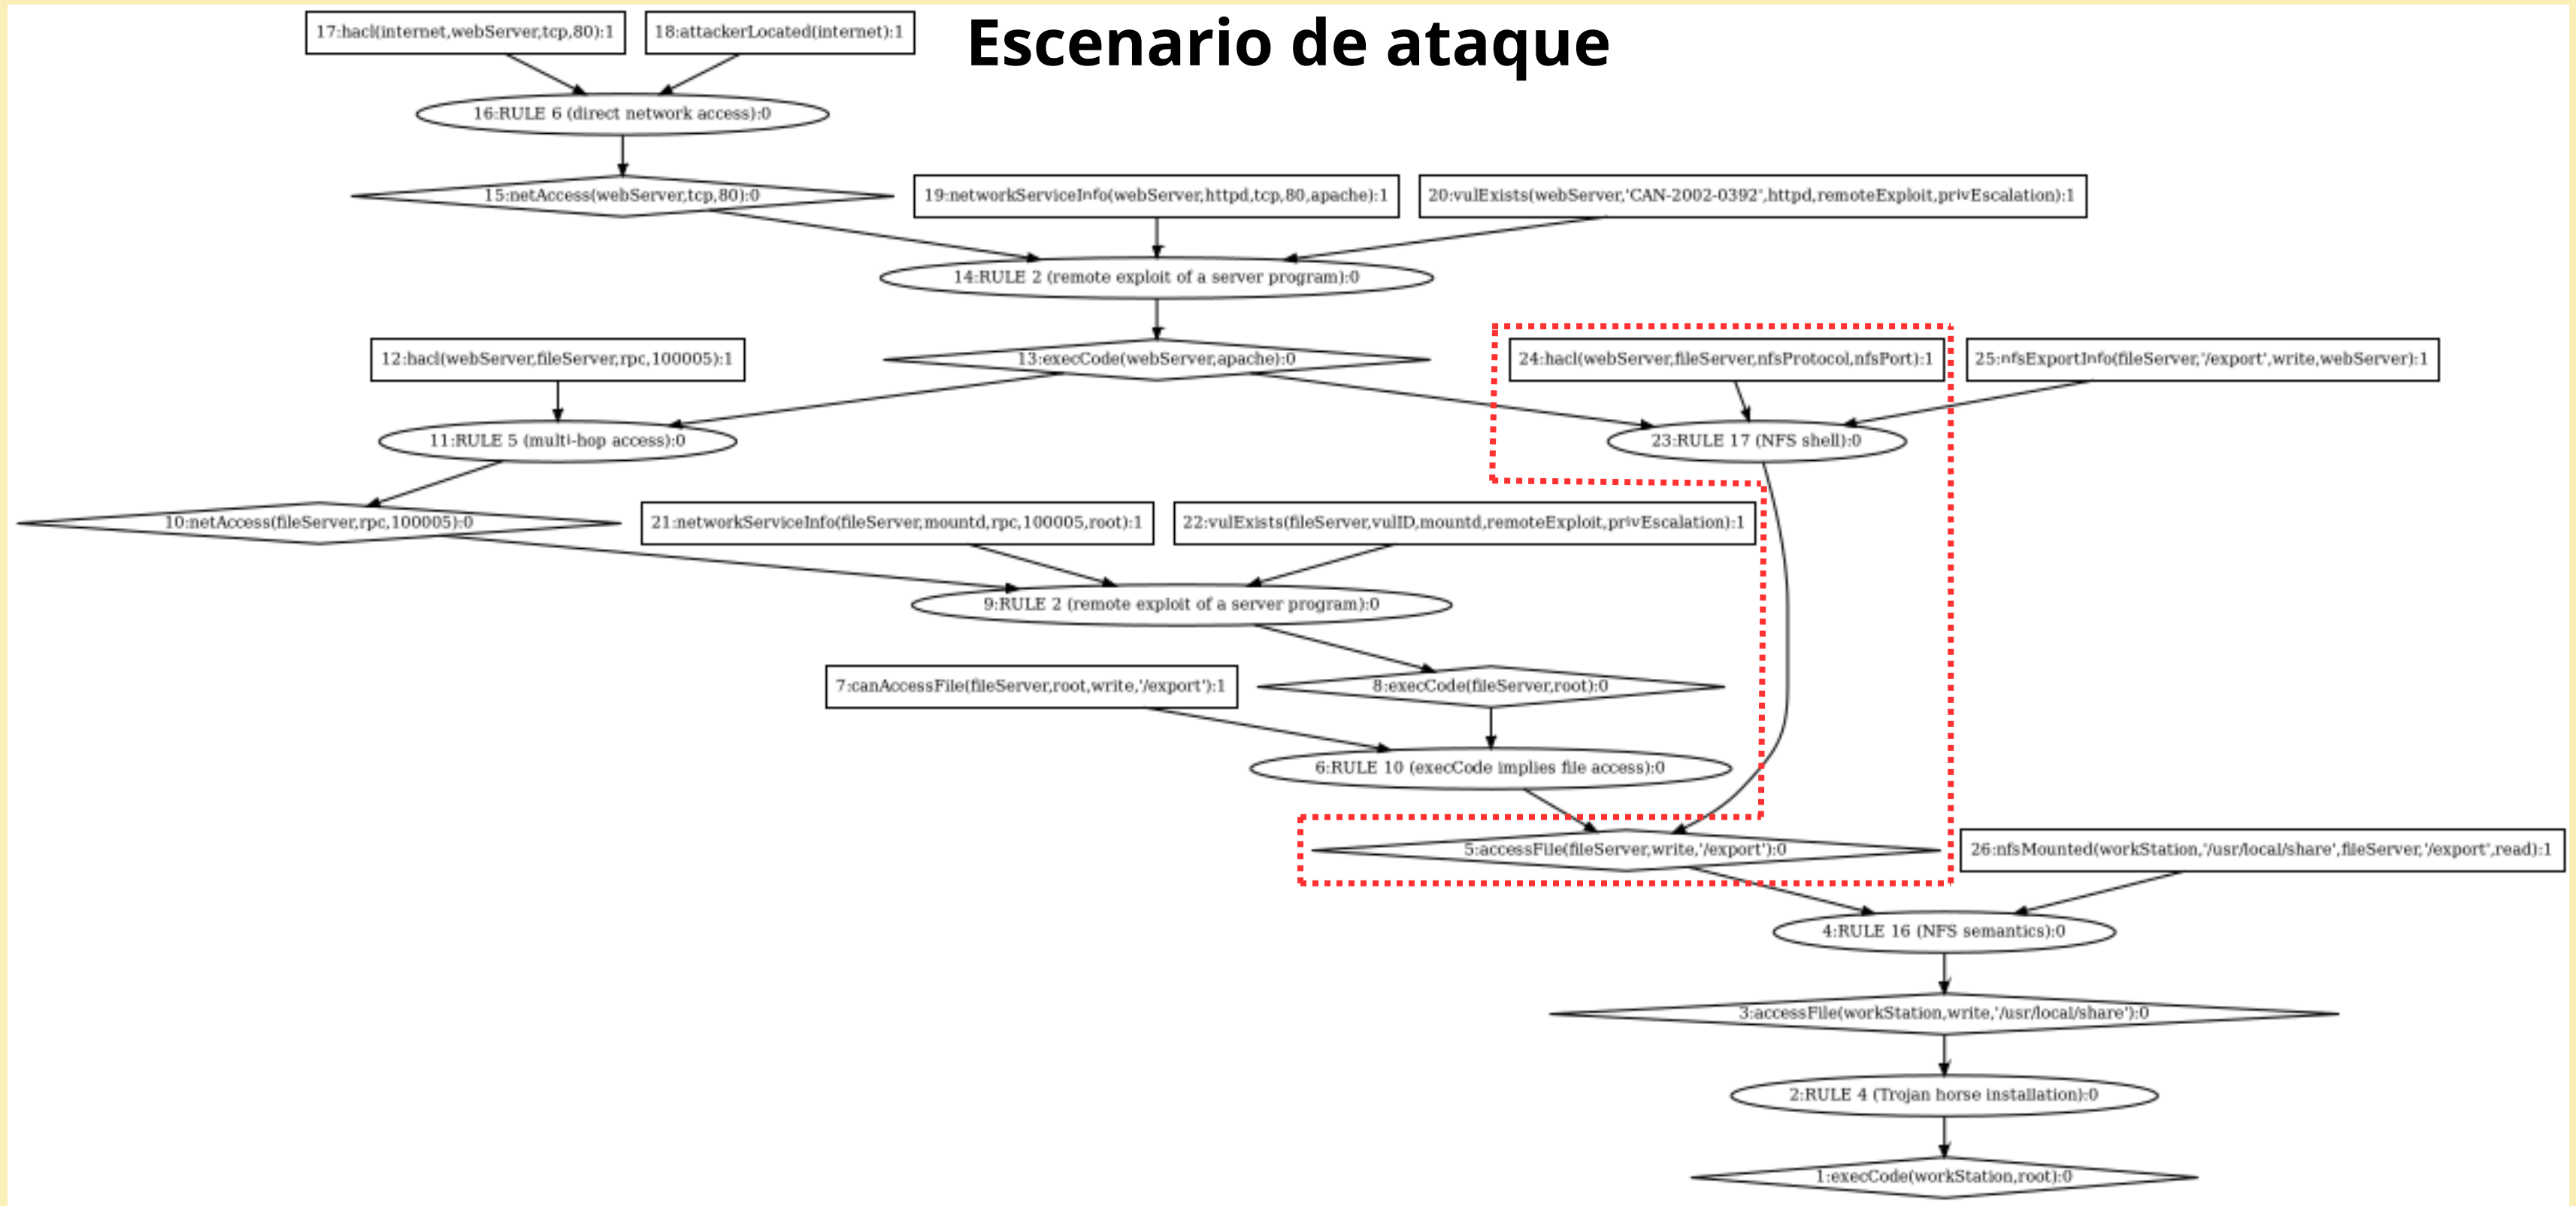 Escenario de ataque
17:hacl(internet,webServer,tcp,80):1
18:attackerLocated(internet):1
16:RULE 6 (direct network access):0
15:netAccess(webServer,tcp,80):0
19:networkServiceInfo(webServer,httpd,tcp,80,apache):1
20:vulExists(webServer,'CAN-2002-0392',httpd,remoteExploit,privEscalation):1
14:RULE 2 (remote exploit of a server program):0
12:hacl(webServer,fileServer,rpc,100005):1
13:execCode(webServer,apache):0
24:hacl(webServer,fileServer,nfsProtocol,nfsPort):1
25:nfsExportInfo(fileServer,'/export',write,webServer):1
11:RULE 5 (multi-hop access):0
23:RULE 17 (NFS shell):0
10:netAccess(fileServer,rpc,100005):0
21:networkServiceInfo(fileServer,mountd,rpc,100005,root):1
22:vulExists(fileServer,vulID,mountd,remoteExploit,privEscalation):1
9:RULE 2 (remote exploit of a server program):0
7:canAccessFile(fileServer,root,write,'/export'):1
8:execCode(fileServer,root):0
6:RULE 10 (execCode implies file access):0
5:accessFile(fileServer,write,'/export'):0
26:nfsMounted(workStation,'/usr/local/share',fileServer,'/export',read):1
4:RULE 16 (NFS semantics):0
3:accessFile(workStation,write,'/usr/local/share'):0
2:RULE 4 (Trojan horse installation):0
1:execCode(workStation,root):0